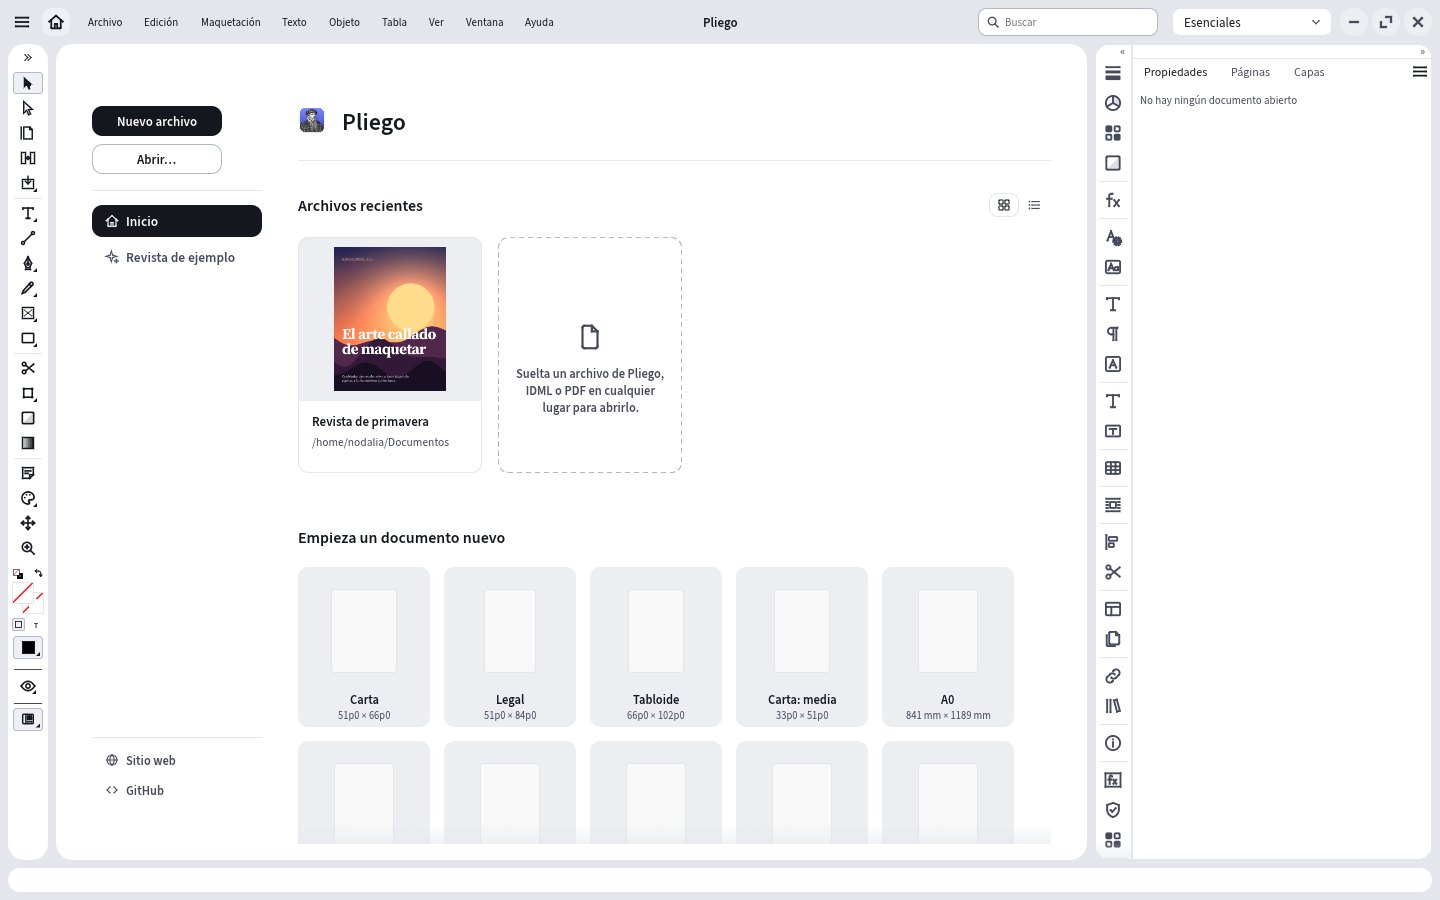 Archivo Edición Maquetación Texto Objeto Tabla Ver Ventana Ayuda
Pliego
Buscar
Esenciales
Nuevo archivo
Abrir...
Inicio
Revista de ejemplo
Sitio web
GitHub
Pliego
Archivos recientes
El arte callado
de maquetar
Revista de primavera
/home/nodalia/Documentos
Suelta un archivo de Pliego,
IDML o PDF en cualquier
lugar para abrirlo.
Empieza un documento nuevo
Carta
51p0 × 66p0
Legal
51p0 × 84p0
Tabloide
66p0 × 102p0
Carta: media
33p0 × 51p0
A0
841 mm × 1189 mm
Propiedades Páginas Capas
No hay ningún documento abierto